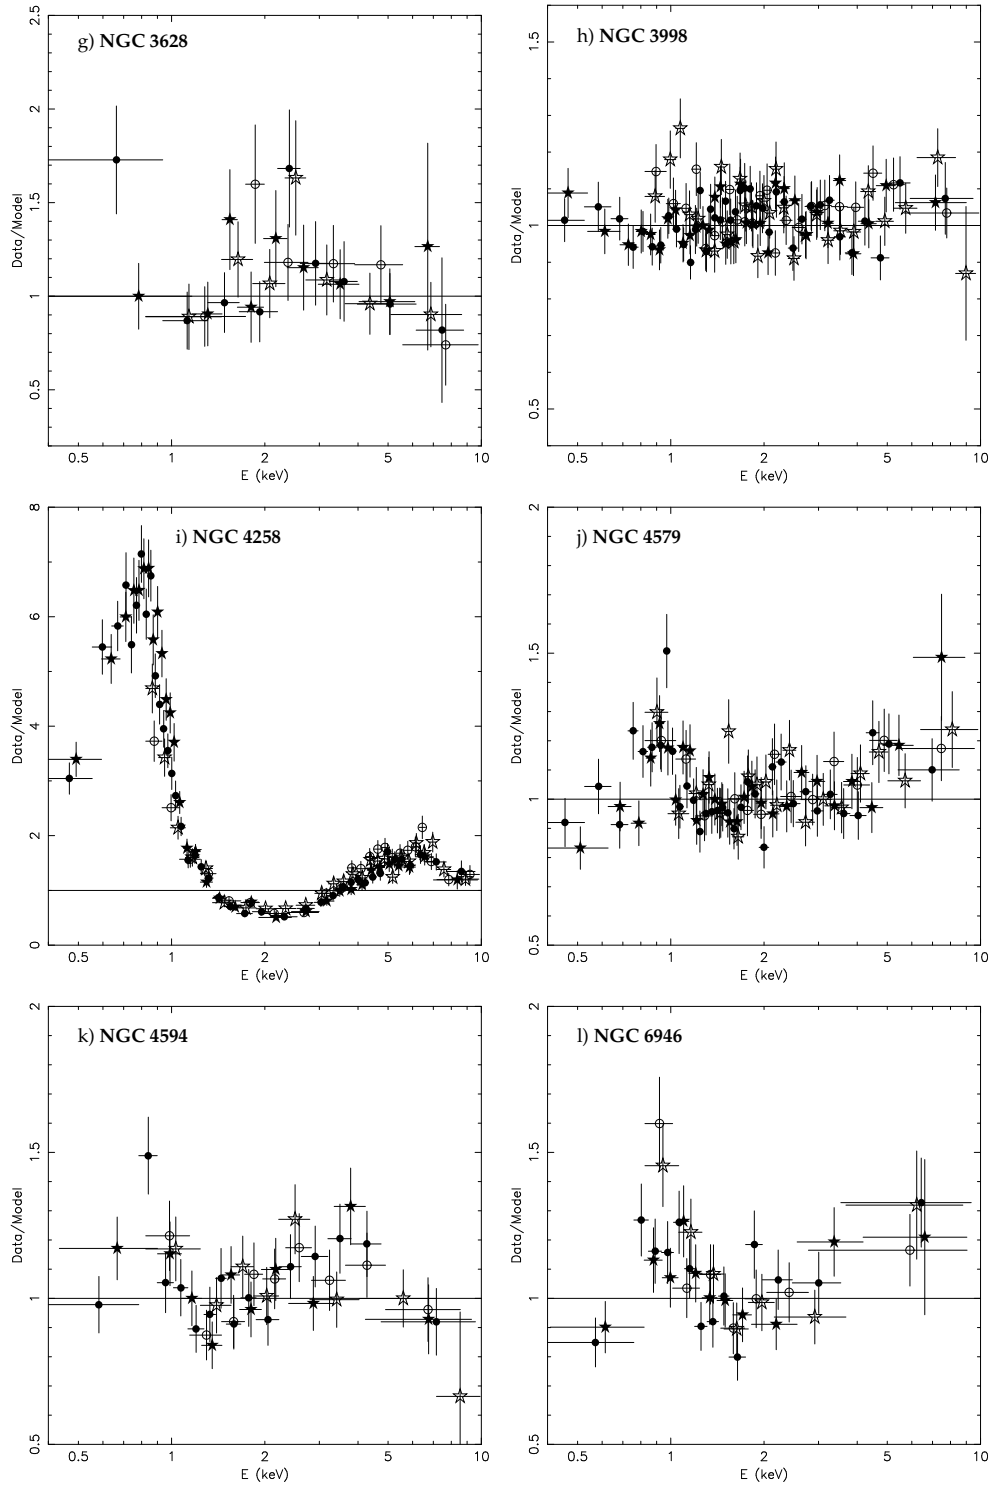 g) NGC 3628
Data/Model
2.5
2
1.5
1
0.5
0.5 1 2 5 10
E (keV)
h) NGC 3998
Data/Model
1.5
1
0.5
0.5 1 2 5 10
E (keV)
i) NGC 4258
Data/Model
8
6
4
2
0
0.5 1 2 5 10
E (keV)
j) NGC 4579
Data/Model
2
1.5
1
0.5
0.5 1 2 5 10
E (keV)
k) NGC 4594
Data/Model
2
1.5
1
0.5
0.5 1 2 5 10
E (keV)
l) NGC 6946
Data/Model
2
1.5
1
0.5
0.5 1 2 5 10
E (keV)